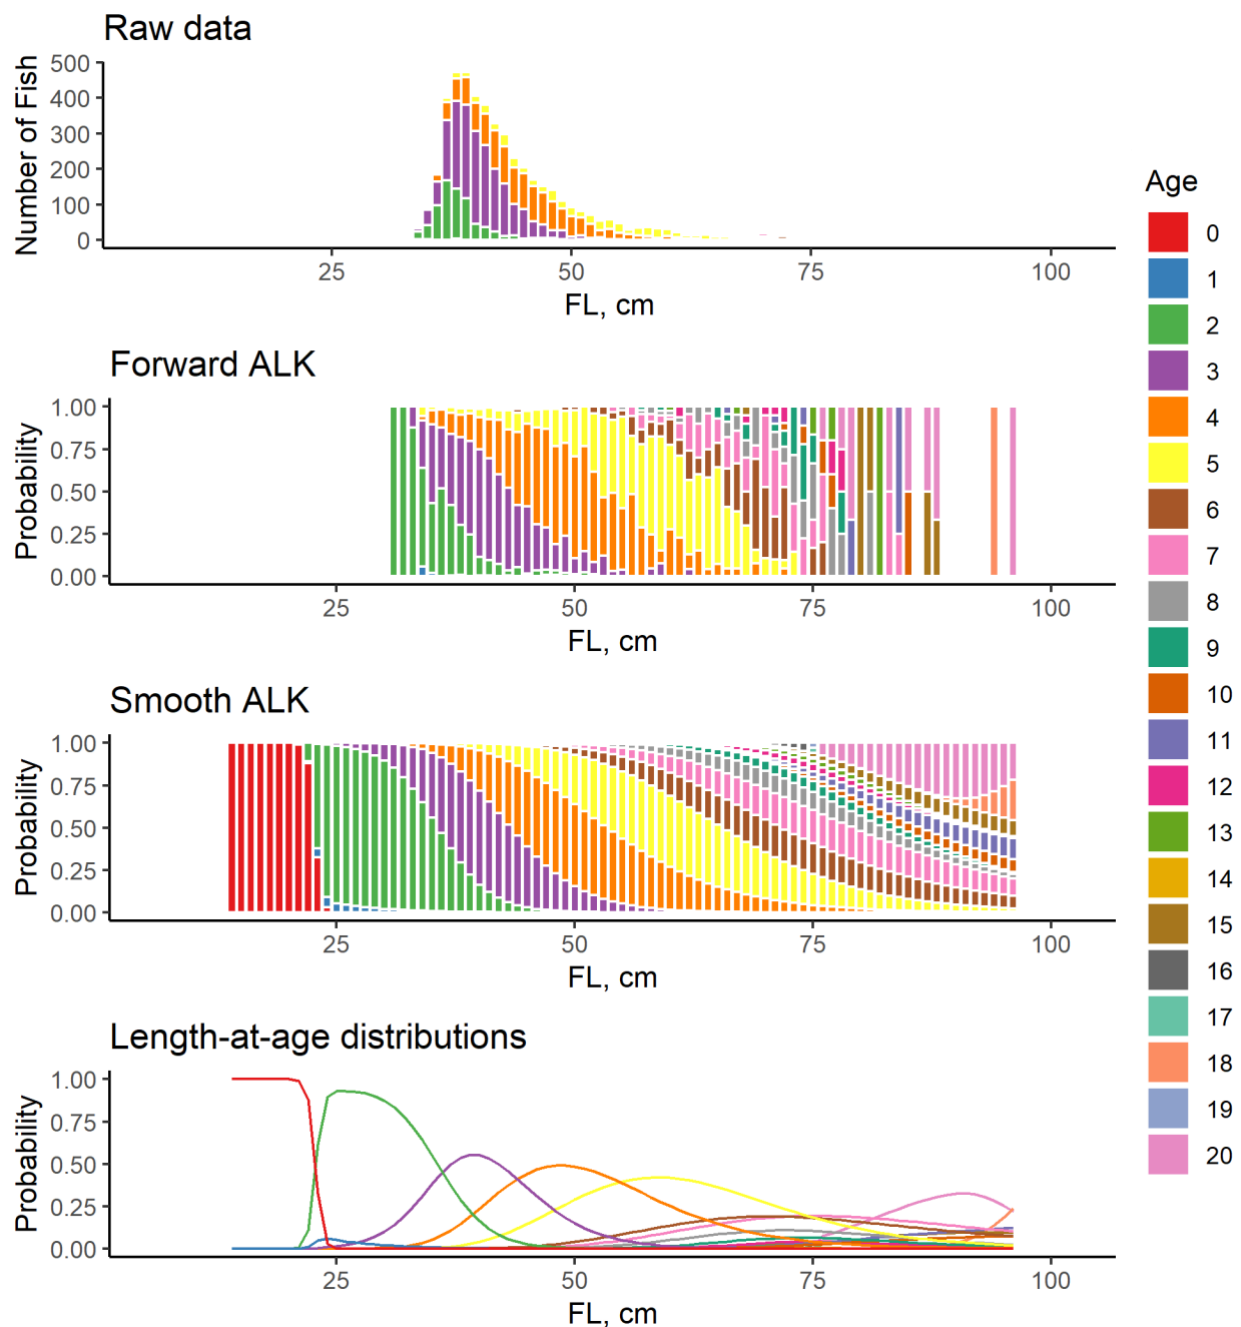 Raw data
Number of Fish
500
400
300
200
100
0
25 50 75 100
FL, cm
Forward ALK
Probability
1.00
0.75
0.50
0.25
0.00
25 50 75 100
FL, cm
Smooth ALK
Probability
1.00
0.75
0.50
0.25
0.00
25 50 75 100
FL, cm
Length-at-age distributions
Probability
1.00
0.75
0.50
0.25
0.00
25 50 75 100
FL, cm
Age
0
1
2
3
4
5
6
7
8
9
10
11
12
13
14
15
16
17
18
19
20